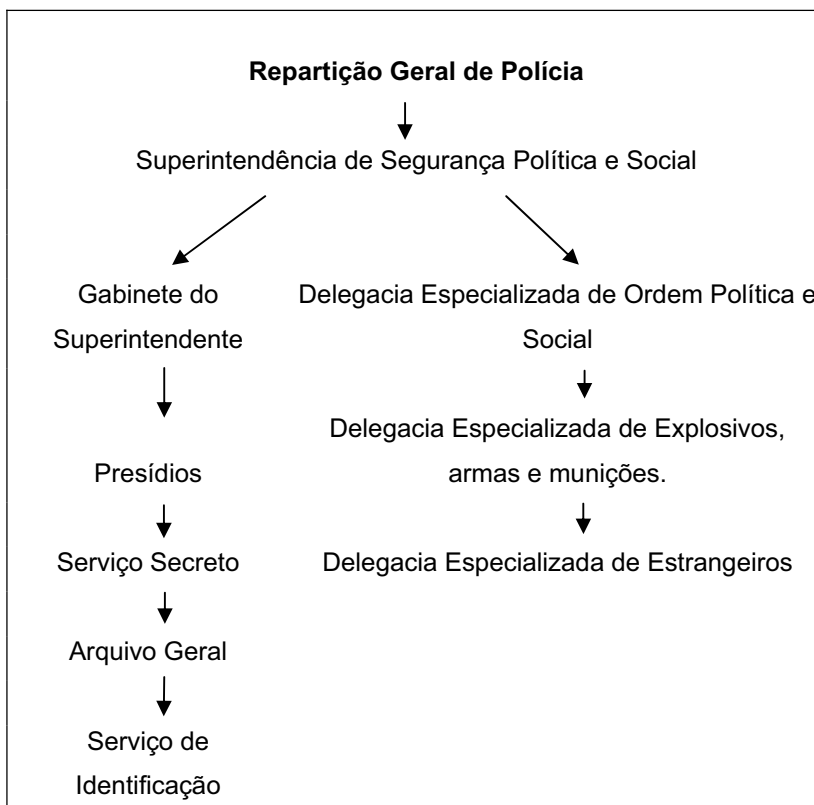 Repartição Geral de Polícia
Superintendência de Segurança Política e Social
Gabinete do
Superintendente
Delegacia Especializada de Ordem Política e
Social
Delegacia Especializada de Explosivos,
armas e munições.
Presídios
Serviço Secreto
Delegacia Especializada de Estrangeiros
Arquivo Geral
Serviço de
Identificação